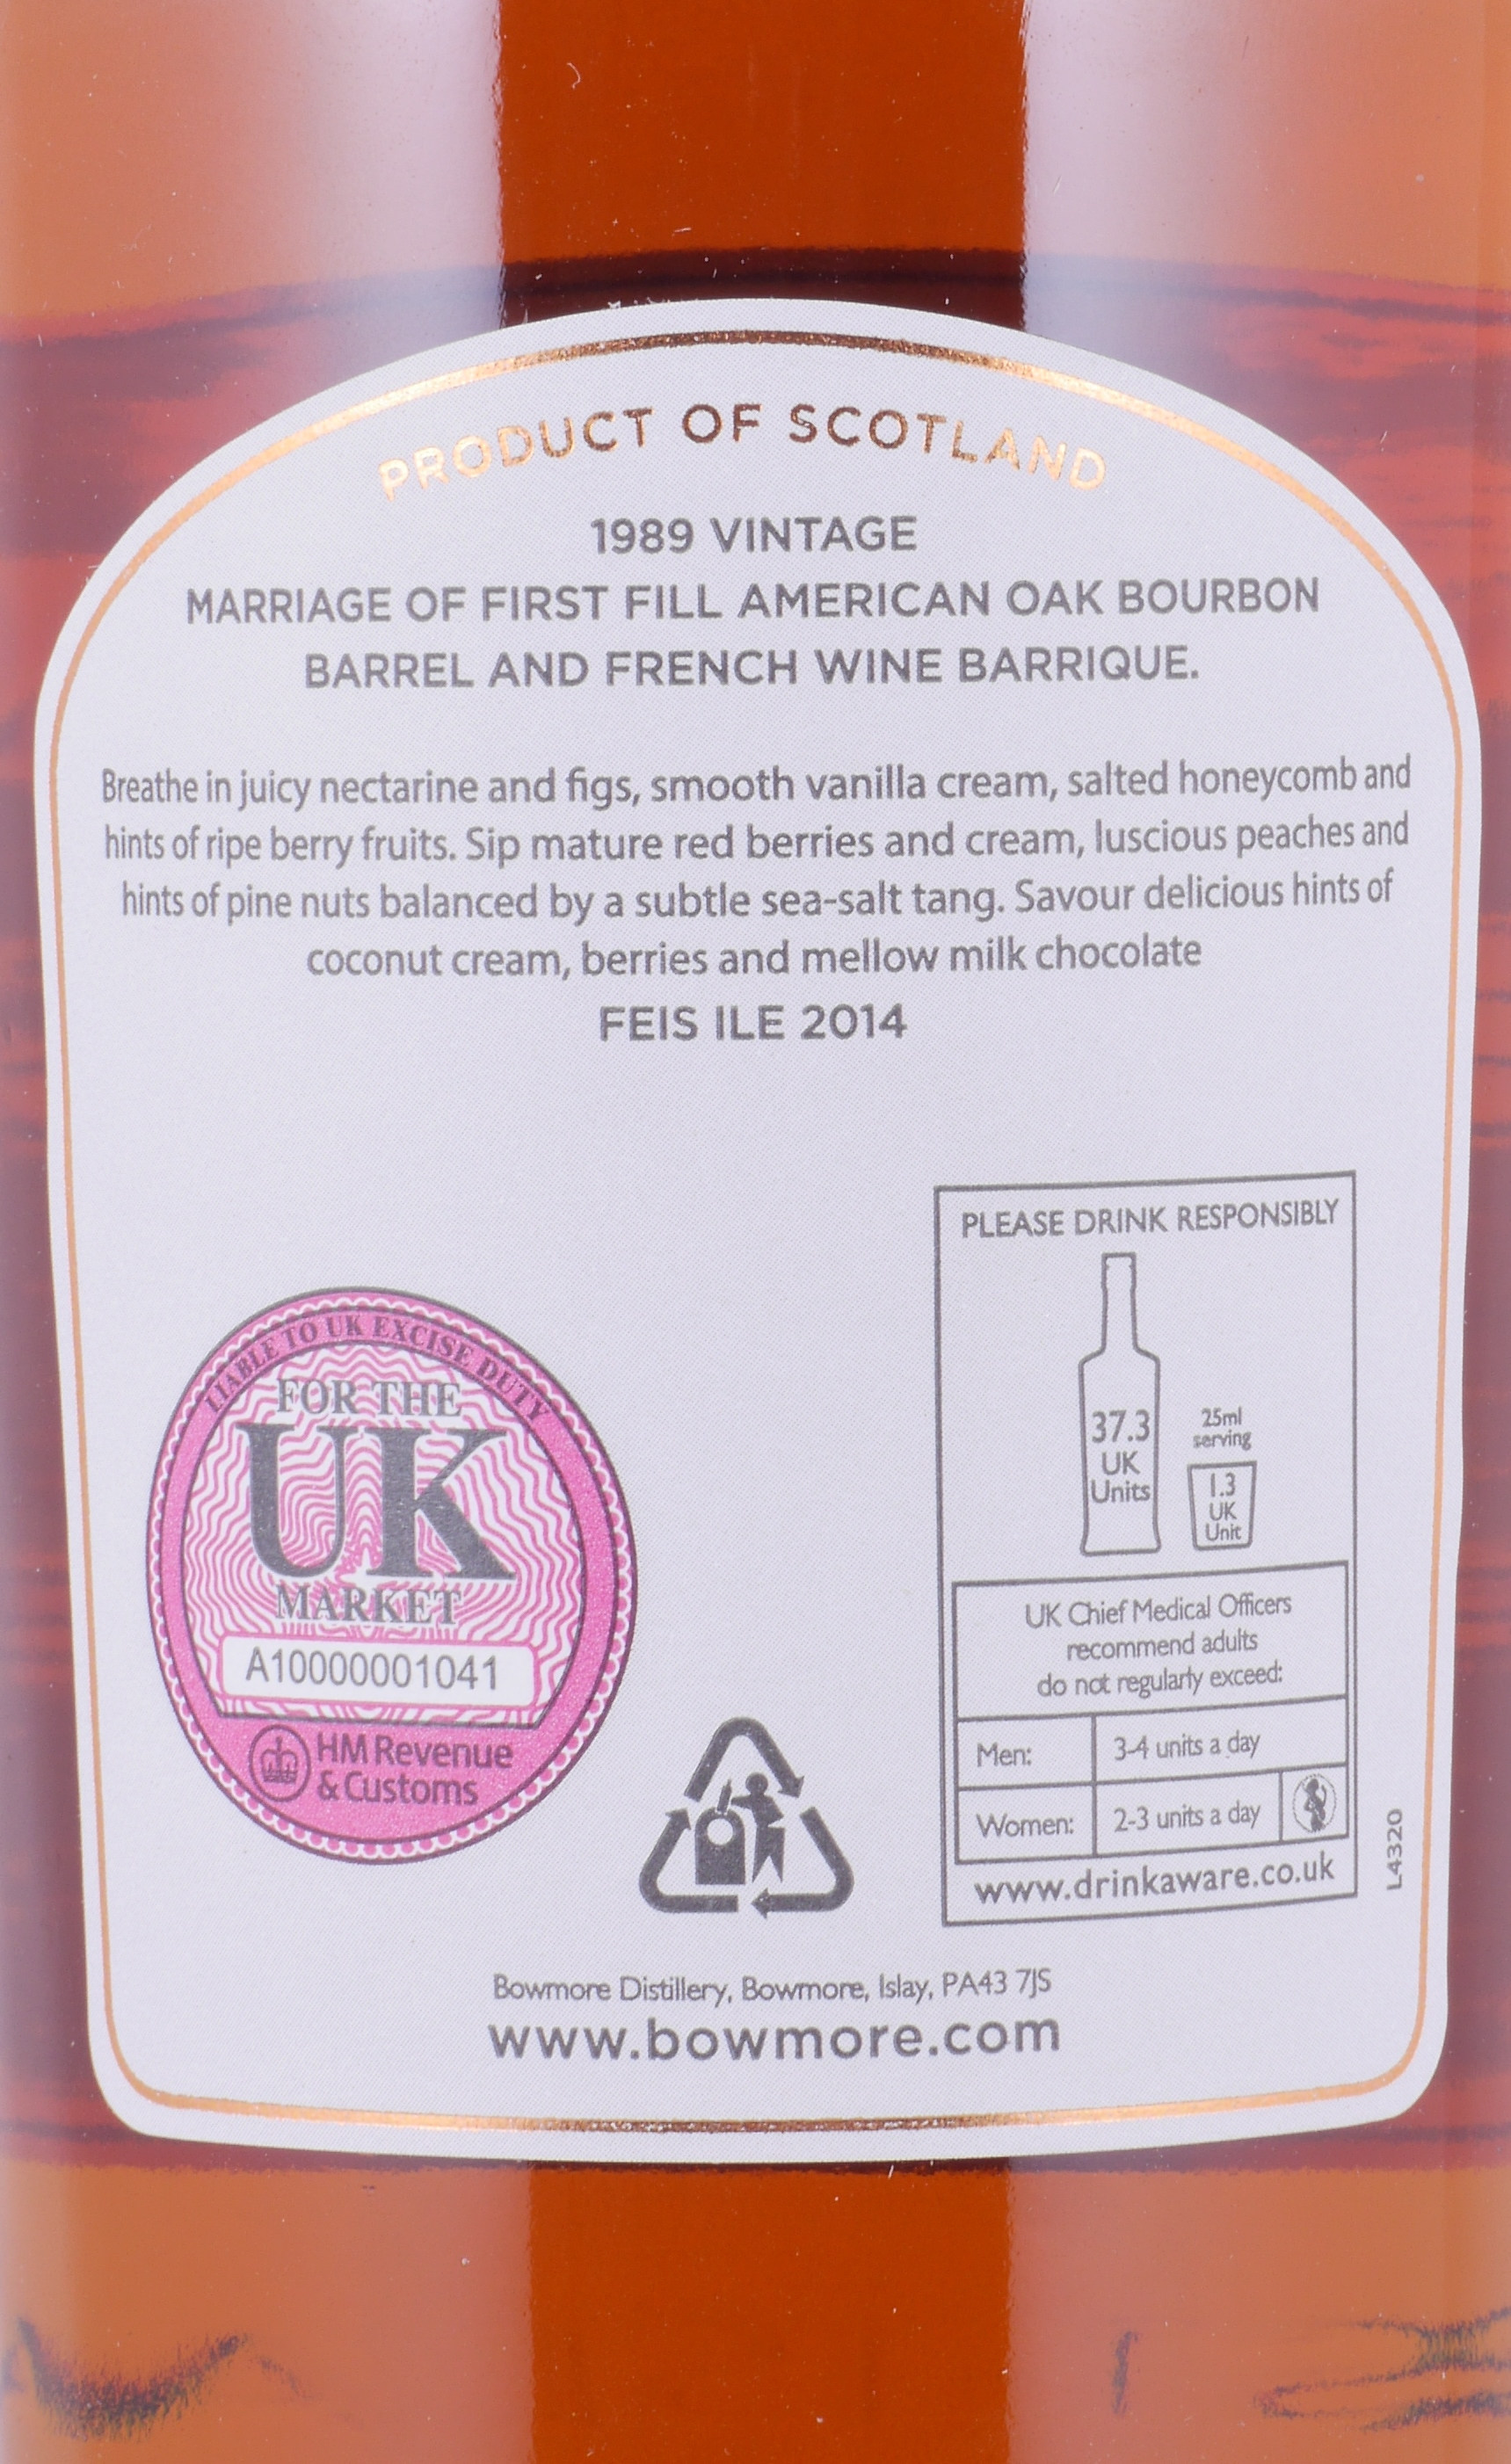 PRODUCT OF SCOTLAND
1989 VINTAGE
MARRIAGE OF FIRST FILL AMERICAN OAK BOURBON
BARREL AND FRENCH WINE BARRIQUE.
Breathe in juicy nectarine and figs, smooth vanilla cream, salted honeycomb and
hints of ripe berry fruits. Sip mature red berries and cream, luscious peaches and
hints of pine nuts balanced by a subtle sea-salt tang. Savour delicious hints of
coconut cream, berries and mellow milk chocolate
FEIS ILE 2014
LIABLE TO UK EXCISE DUTY
FOR THE
UK
MARKET
A10000001041
HM Revenue
& Customs
PLEASE DRINK RESPONSIBLY
37.3
UK
Units
25ml
serving
1.3
UK
Unit
UK Chief Medical Officers
recommend adults
do not regularly exceed:
Men: 3-4 units a day
Women: 2-3 units a day
www.drinkaware.co.uk
L4320
Bowmore Distillery, Bowmore, Islay, PA43 7JS
www.bowmore.com